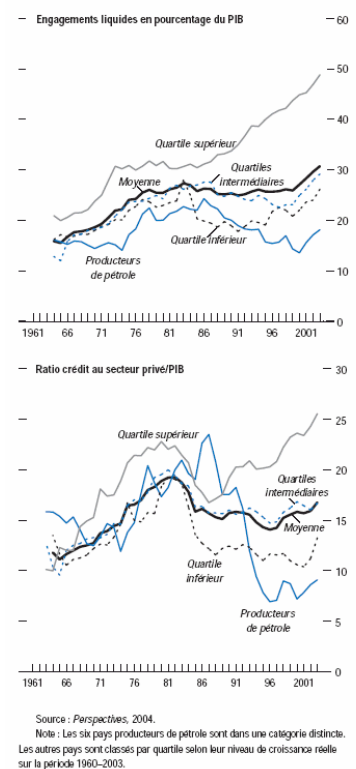 Engagements liquides en pourcentage du PIB
60
50
Quartile supérieur
40
Moyenne
Quartiles
intermédiaires
30
20
Quartile inférieur
Producteurs
de pétrole
10
0
1961 66 71 76 81 86 91 96 2001
Ratio crédit au secteur privé/PIB
30
25
Quartile supérieur
20
Quartiles
intermédiaires
15
Moyenne
Quartile
inférieur
10
Producteurs
de pétrole
5
0
1961 66 71 76 81 86 91 96 2001
Source : Perspectives, 2004.
Note : Les six pays producteurs de pétrole sont dans une catégorie distincte.
Les autres pays sont classés par quartile selon leur niveau de croissance réelle
sur la période 1960–2003.